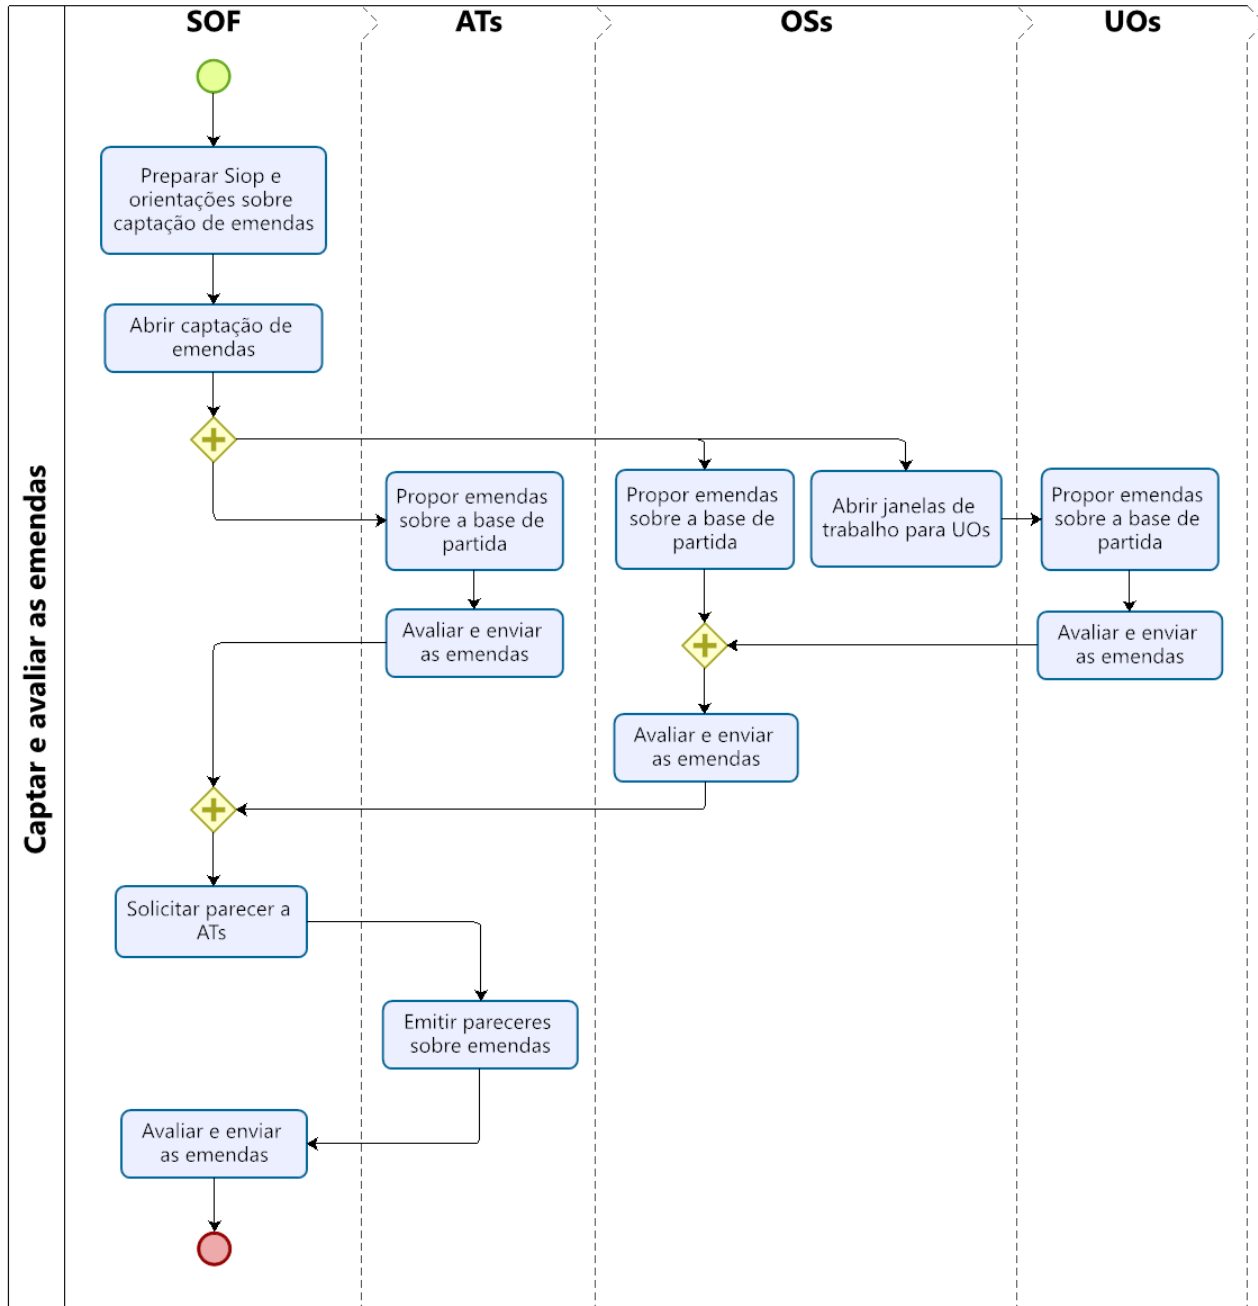 SOF
ATs
OSs
UOs
Captar e avaliar as emendas
Preparar Siop e
orientações sobre
captação de emendas
Abrir captação de
emendas
Propor emendas
sobre a base de
partida
Propor emendas
sobre a base de
partida
Abrir janelas de
trabalho para UOs
Propor emendas
sobre a base de
partida
Avaliar e enviar
as emendas
Avaliar e enviar
as emendas
Avaliar e enviar
as emendas
Solicitar parecer a
ATs
Emitir pareceres
sobre emendas
Avaliar e enviar
as emendas